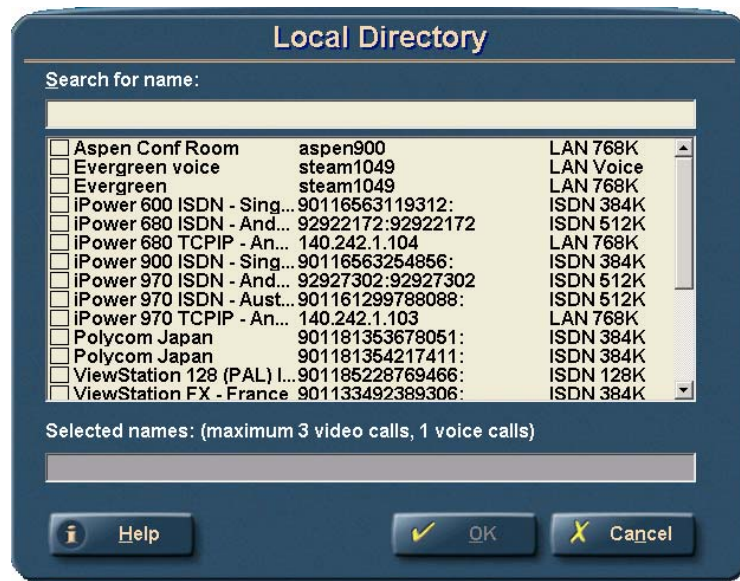 Local Directory
Search for name:
Aspen Conf Room aspen900 LAN 768K
Evergreen voice steam1049 LAN Voice
Evergreen steam1049 LAN 768K
iPower 600 ISDN - Sing... 90116563119312: ISDN 384K
iPower 680 ISDN - And... 92922172:92922172 ISDN 512K
iPower 680 TCPIP - An... 140.242.1.104 LAN 768K
iPower 900 ISDN - Sing... 90116563254856: ISDN 384K
iPower 970 ISDN - And... 92927302:92927302 ISDN 512K
iPower 970 ISDN - Aust... 901161299788088: ISDN 512K
iPower 970 TCPIP - An... 140.242.1.103 LAN 768K
Polycom Japan 901181353678051: ISDN 384K
Polycom Japan 901181354217411: ISDN 384K
ViewStation 128 (PAL) I... 901185228769466: ISDN 128K
ViewStation FX - France 901133492389306: ISDN 384K
Selected names: (maximum 3 video calls, 1 voice calls)
i Help OK X Cancel